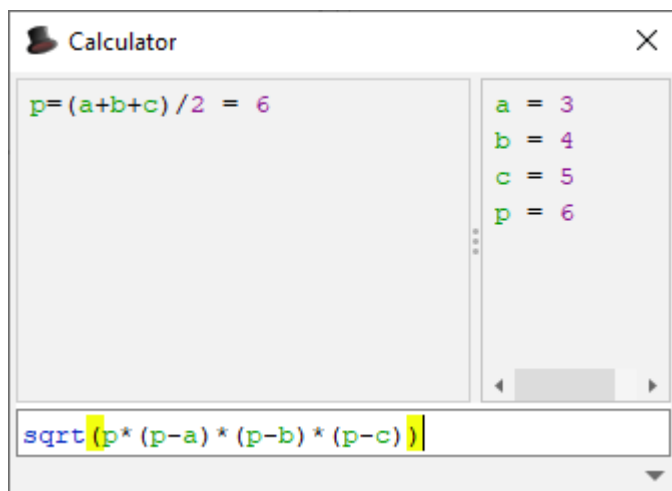 Calculator
p=(a+b+c)/2 = 6
a = 3
b = 4
c = 5
p = 6
sqrt(p*(p-a)*(p-b)*(p-c))